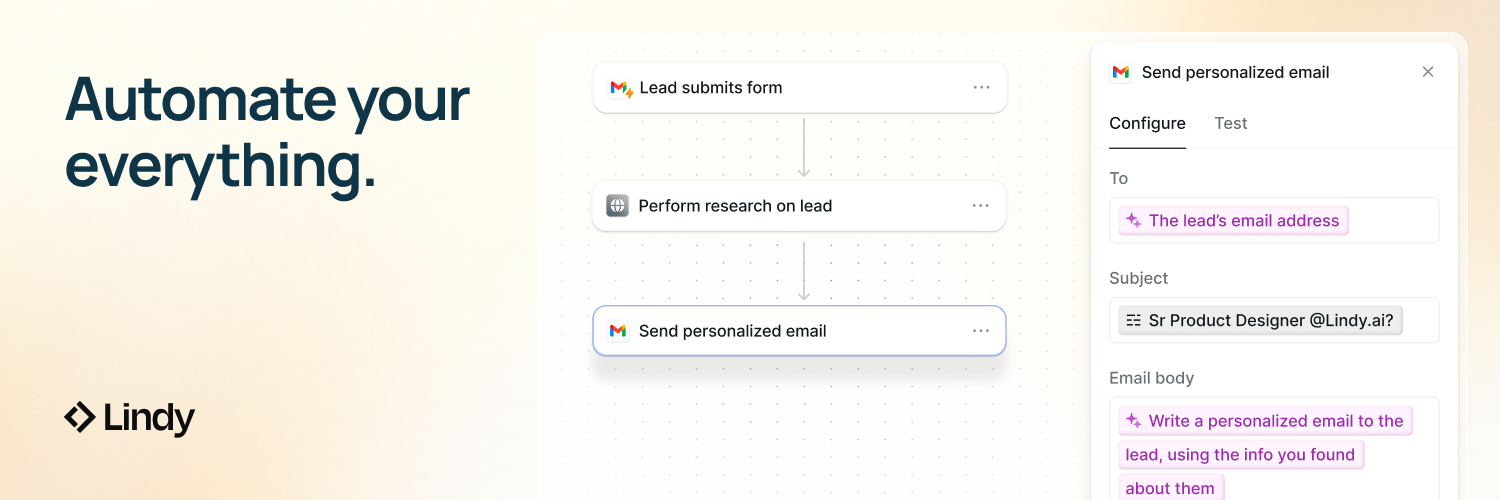 Automate your
everything.
Lindy
Lead submits form
Perform research on lead
Send personalized email
Send personalized email
Configure Test
To
The lead’s email address
Subject
Sr Product Designer @Lindy.ai?
Email body
Write a personalized email to the
lead, using the info you found
about them